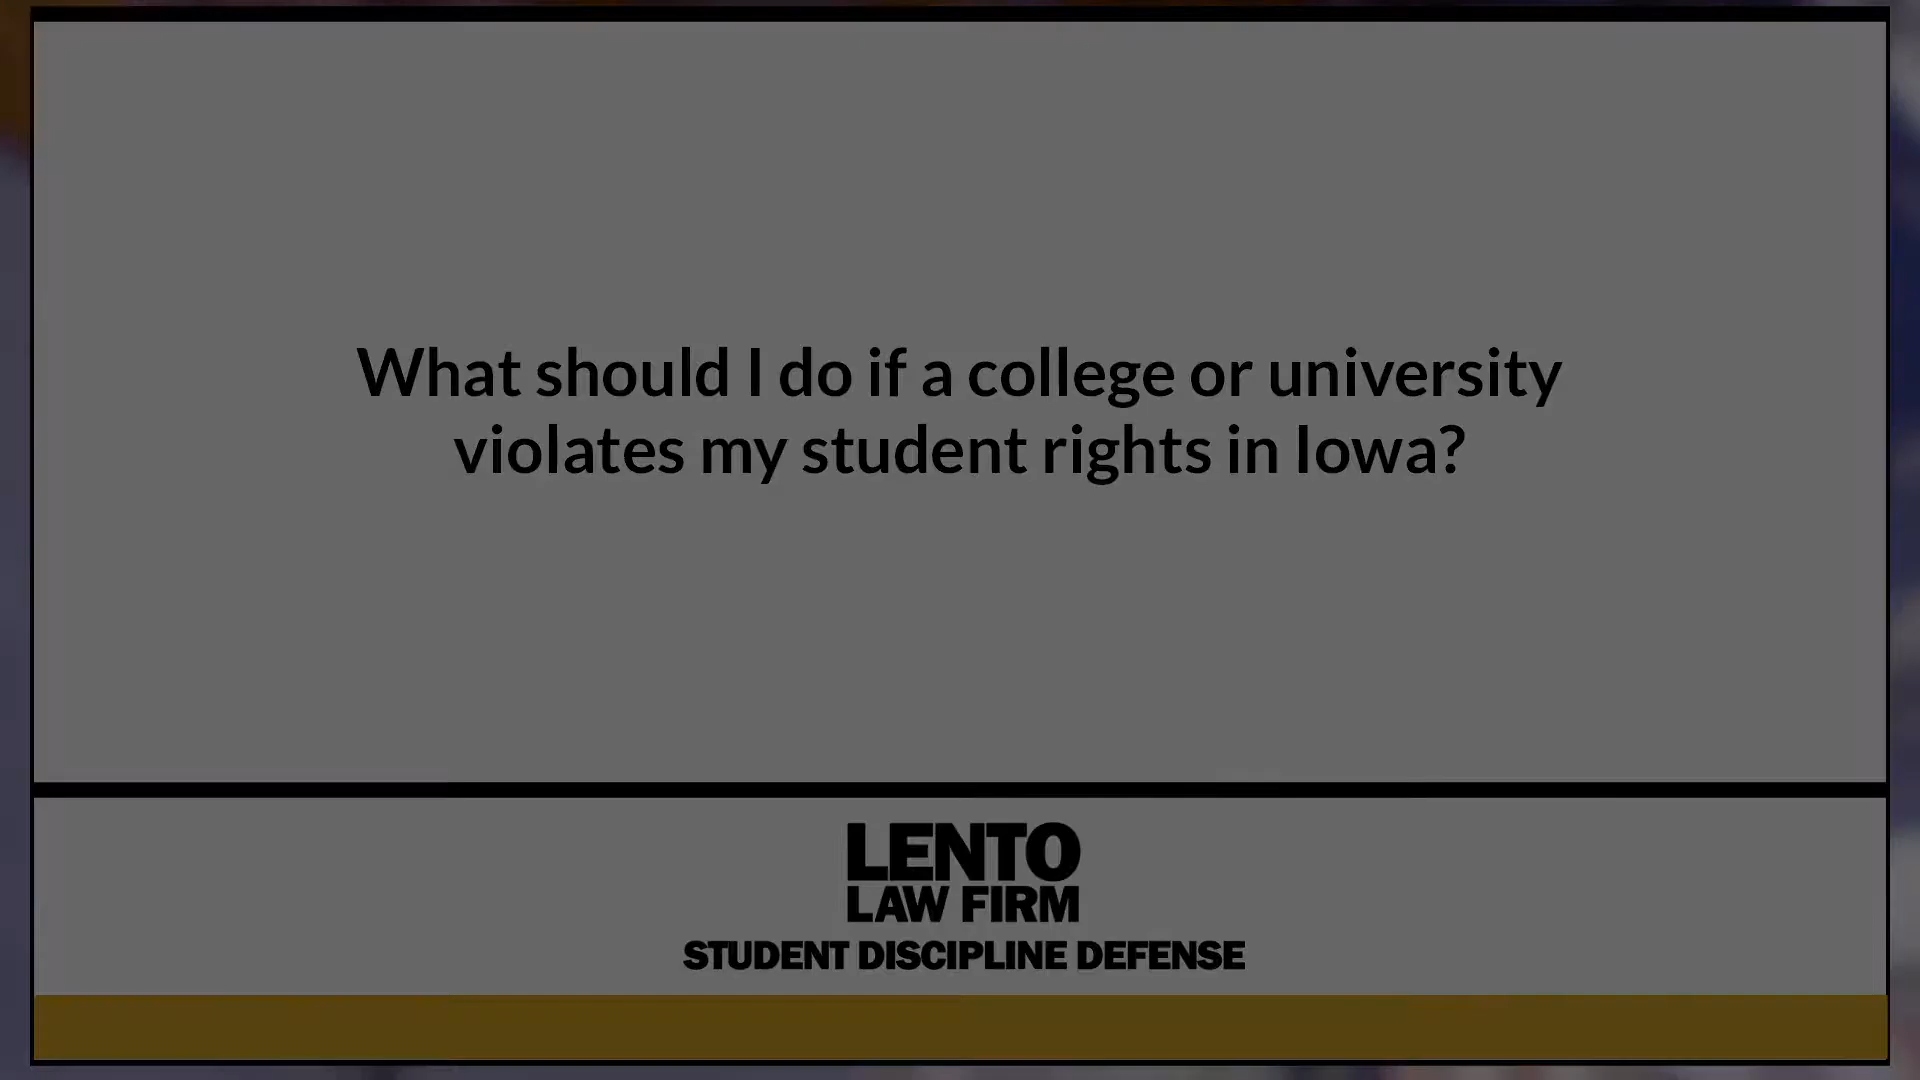 What should I do if a college or university
violates my student rights in Iowa?
LENTO
LAW FIRM
STUDENT DISCIPLINE DEFENSE